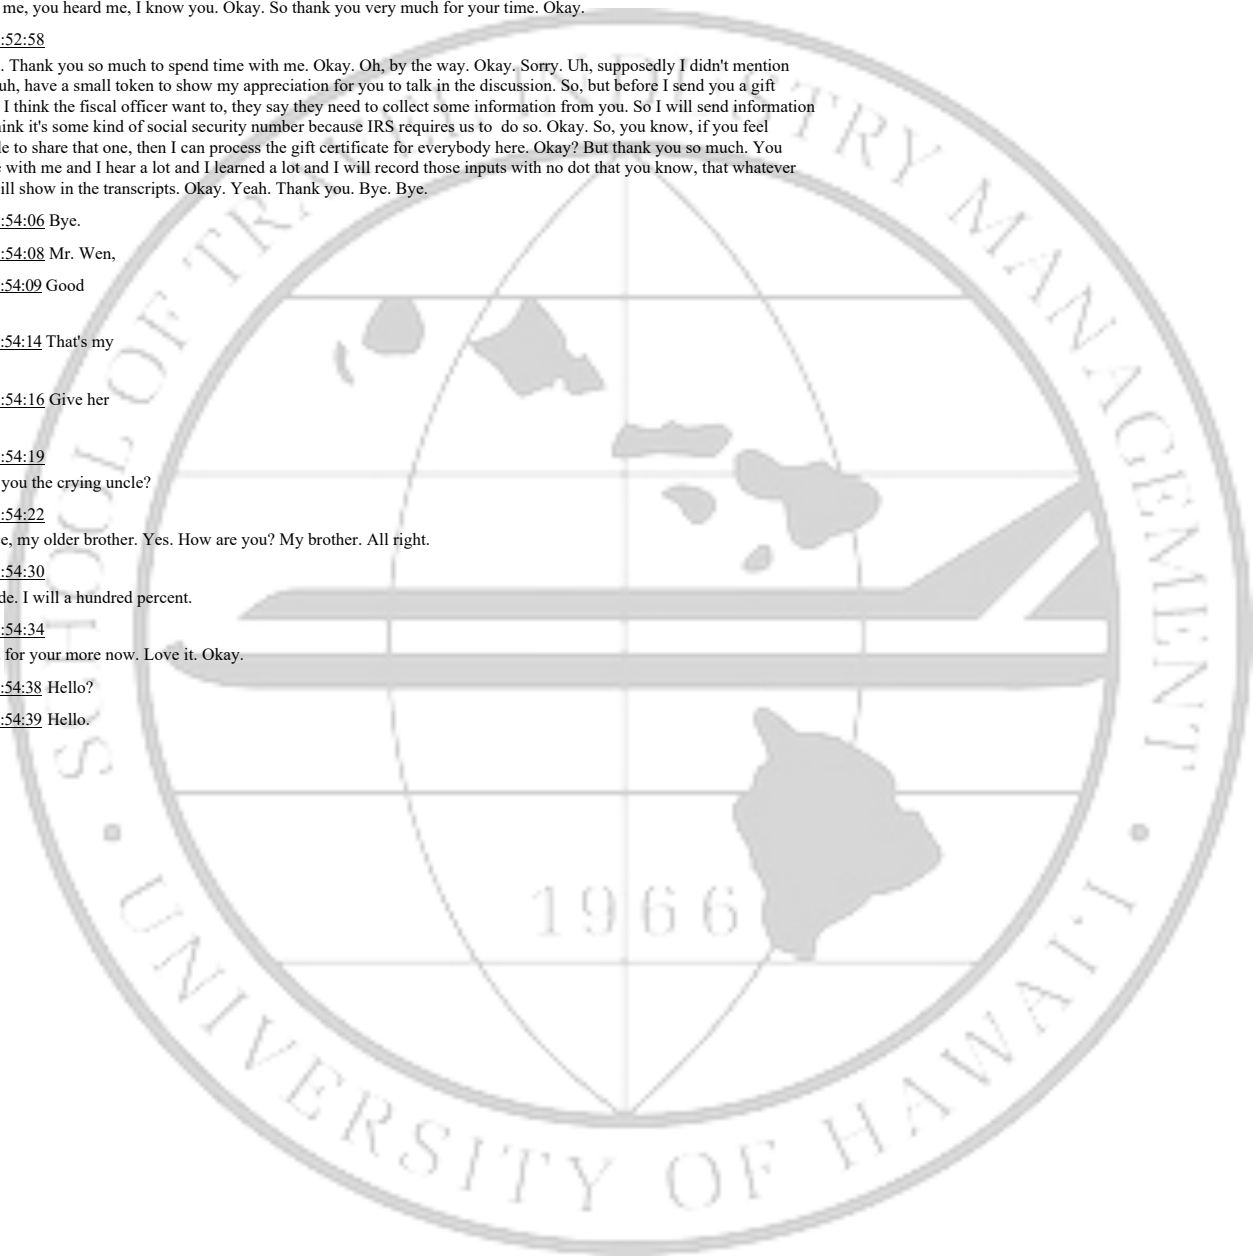 me, you heard me, I know you. Okay. So thank you very much for your time. Okay.
:52:58
. Thank you so much to spend time with me. Okay. Oh, by the way. Okay. Sorry. Uh, supposedly I didn't mention
uh, have a small token to show my appreciation for you to talk in the discussion. So, but before I send you a gift
I think the fiscal officer want to, they say they need to collect some information from you. So I will send information
ink it's some kind of social security number because IRS requires us to do so. Okay. So, you know, if you feel
le to share that one, then I can process the gift certificate for everybody here. Okay? But thank you so much. You
with me and I hear a lot and I learned a lot and I will record those inputs with no dot that you know, that whatever
ill show in the transcripts. Okay. Yeah. Thank you. Bye. Bye.
:54:06 Bye.
:54:08 Mr. Wen,
:54:09 Good
:54:14 That's my
:54:16 Give her
:54:19
you the crying uncle?
:54:22
e, my older brother. Yes. How are you? My brother. All right.
:54:30
de. I will a hundred percent.
:54:34
for your more now. Love it. Okay.
:54:38 Hello?
:54:39 Hello.
SCHOOL OF TRAVEL INDUSTRY MANAGEMENT
1966
• UNIVERSITY OF HAWAI'I •